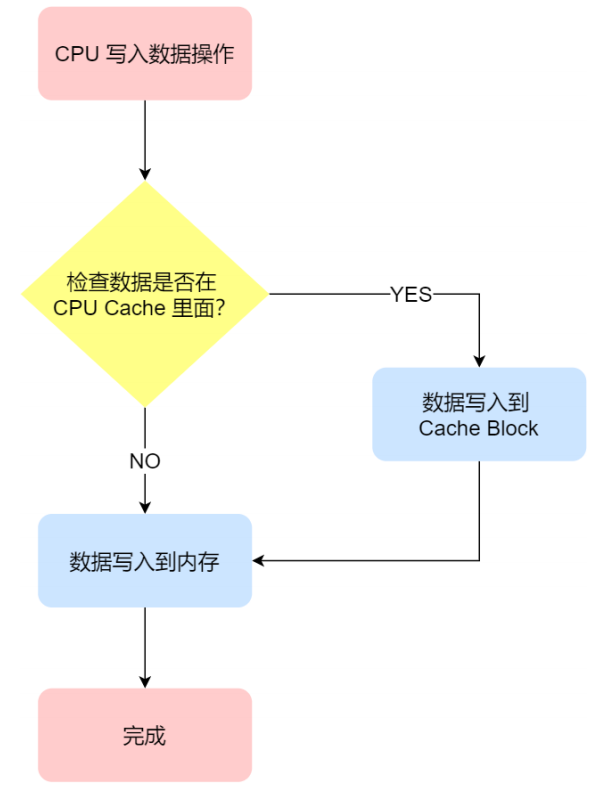 CPU 写入数据操作
检查数据是否在
CPU Cache 里面？
YES
数据写入到
Cache Block
NO
数据写入到内存
完成